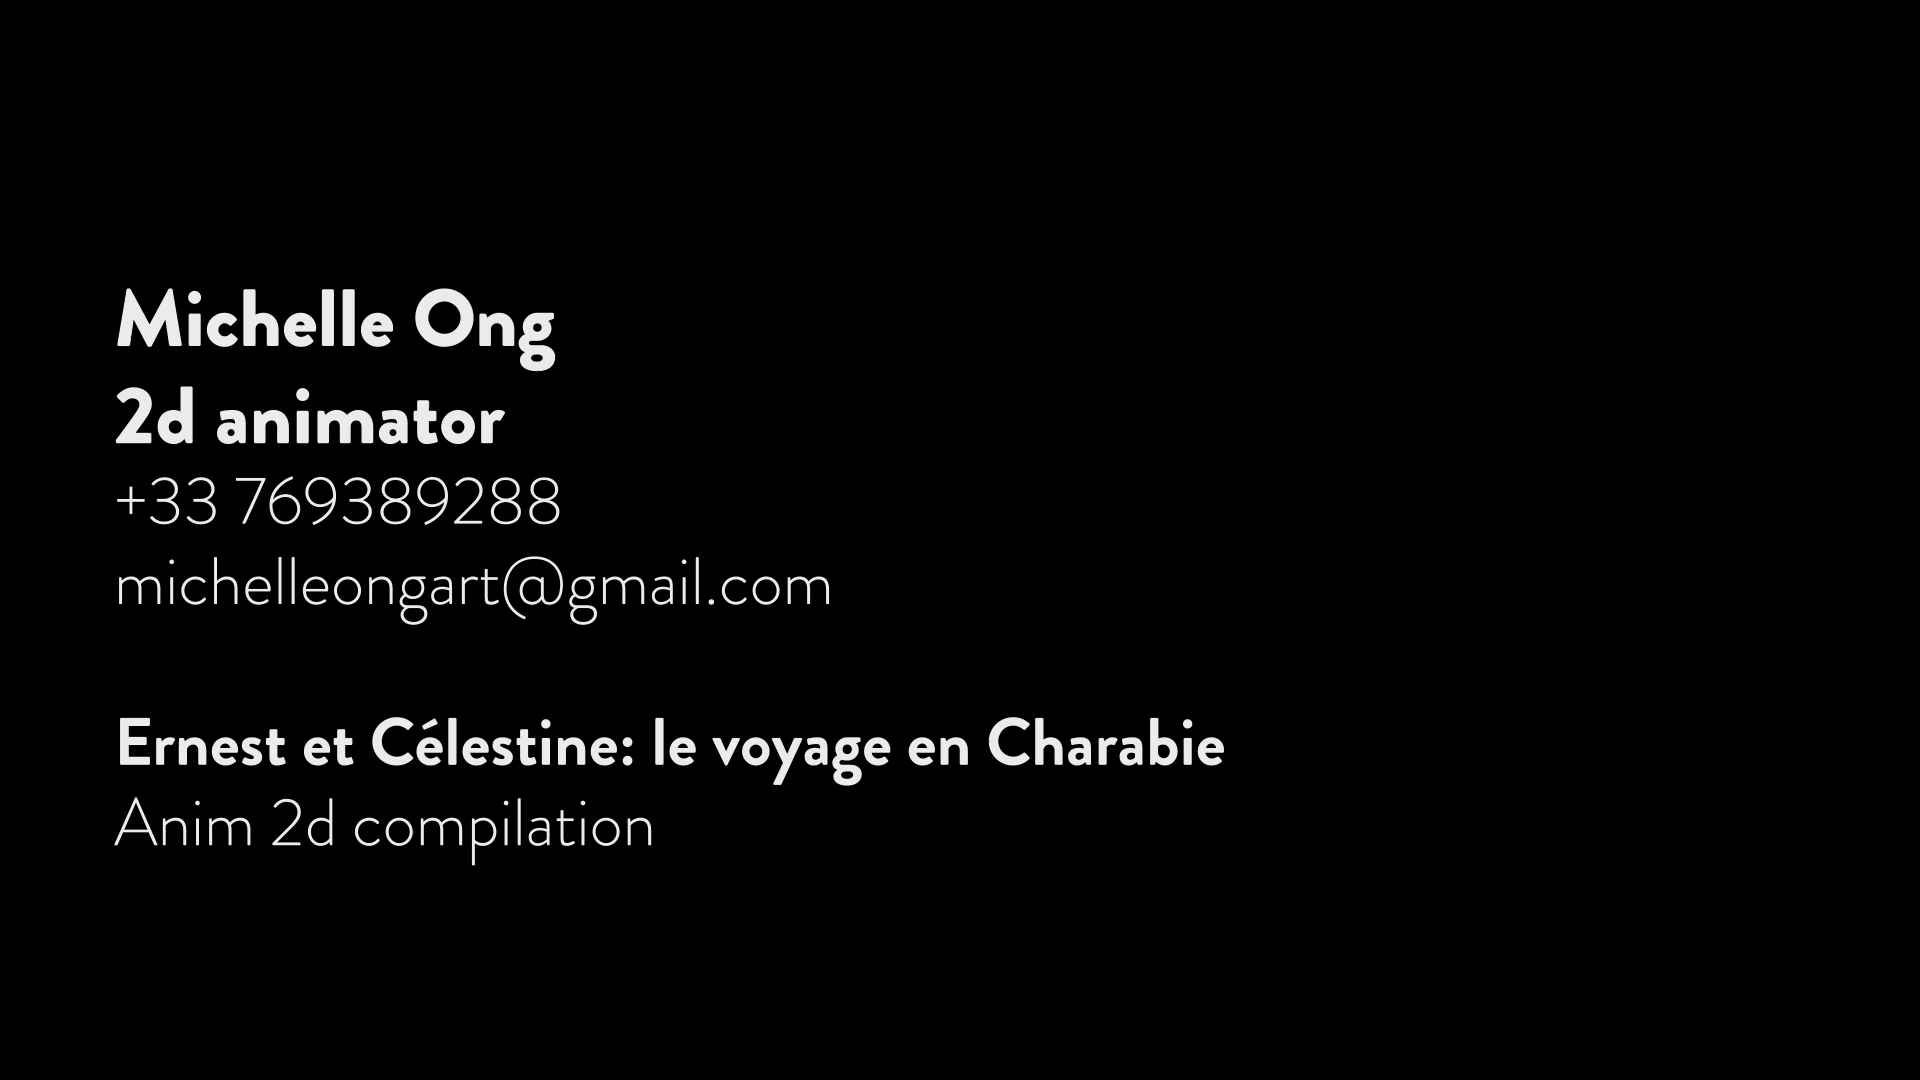 Michelle Ong
2d animator
+33 769389288
michelleongart@gmail.com
Ernest et Célestine: le voyage en Charabie
Anim 2d compilation